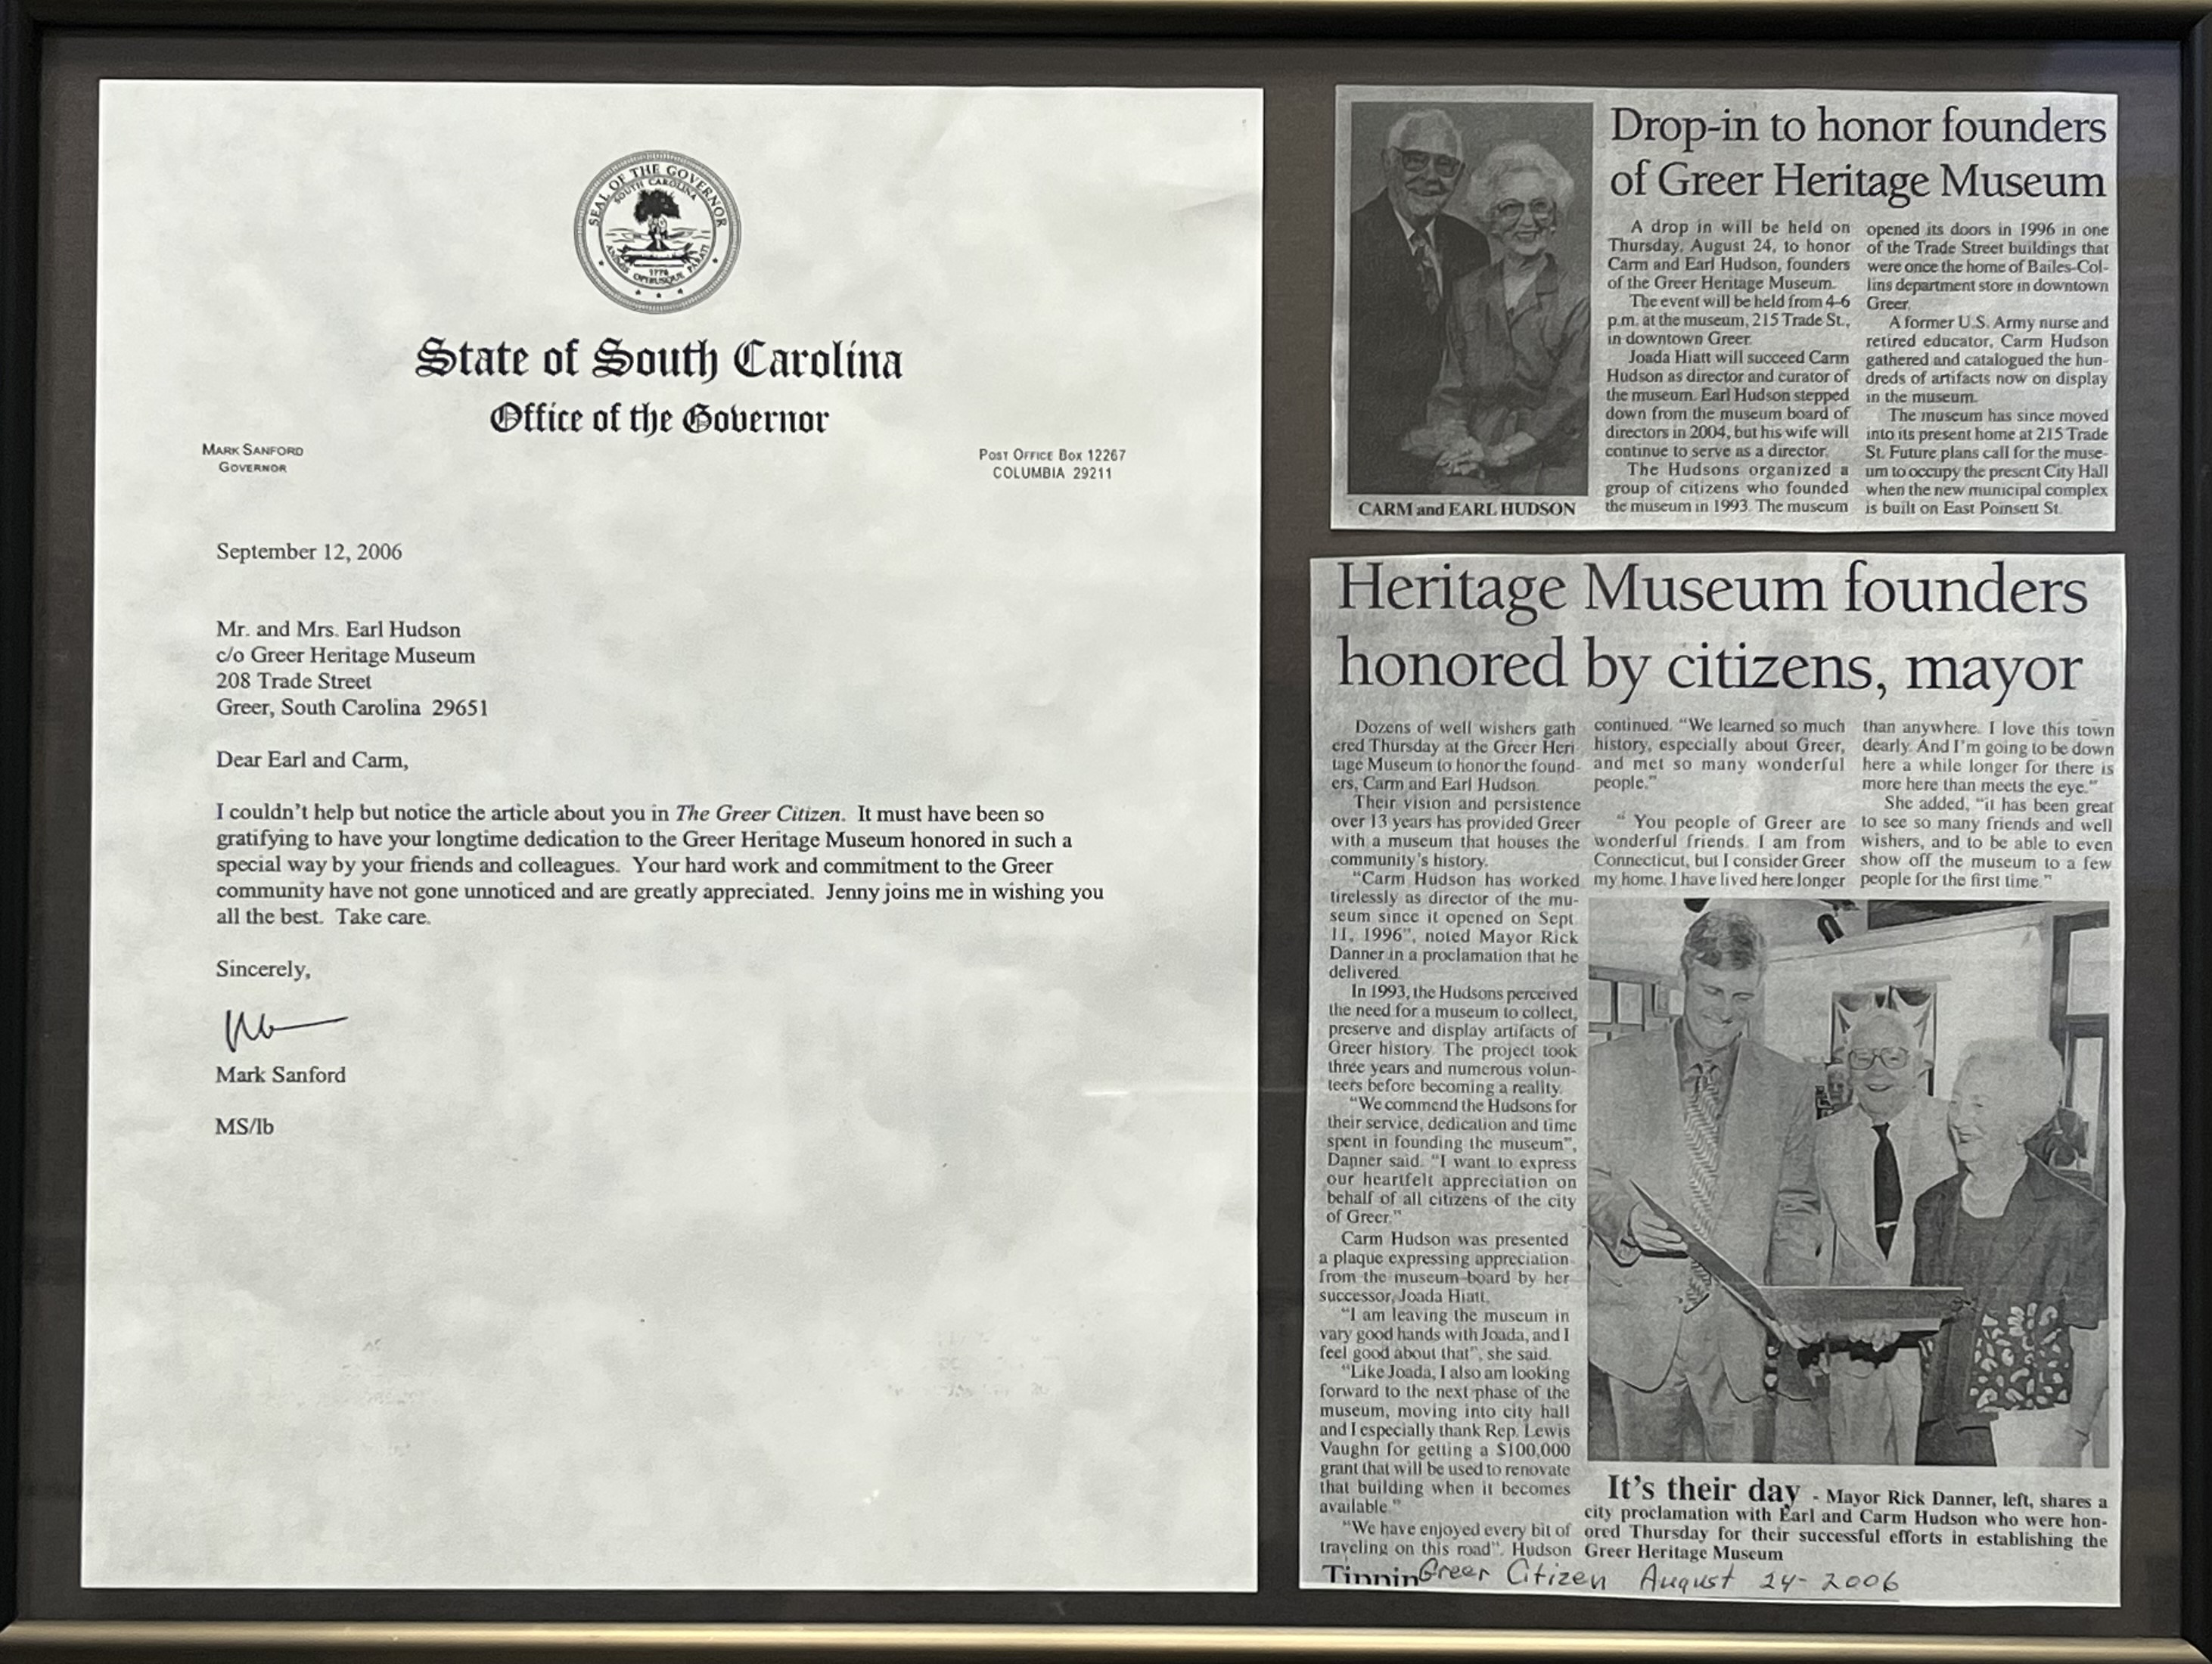 SEAL OF THE GOVERNOR
SOUTH CAROLINA
1776
ANIMIS OPIBUSQUE PARATI
State of South Carolina
Office of the Governor
MARK SANFORD
GOVERNOR
POST OFFICE BOX 12267
COLUMBIA 29211
September 12, 2006
Mr. and Mrs. Earl Hudson
c/o Greer Heritage Museum
208 Trade Street
Greer, South Carolina 29651
Dear Earl and Carm,
I couldn't help but notice the article about you in The Greer Citizen. It must have been so
gratifying to have your longtime dedication to the Greer Heritage Museum honored in such a
special way by your friends and colleagues. Your hard work and commitment to the Greer
community have not gone unnoticed and are greatly appreciated. Jenny joins me in wishing you
all the best. Take care.
Sincerely,
Mark Sanford
MS/lb
Drop-in to honor founders
of Greer Heritage Museum
CARM and EARL HUDSON
A drop in will be held on
Thursday, August 24, to honor
Carm and Earl Hudson, founders
of the Greer Heritage Museum.
The event will be held from 4-6
p.m. at the museum, 215 Trade St.,
in downtown Greer.
Joada Hiatt will succeed Carm
Hudson as director and curator of
the museum. Earl Hudson stepped
down from the museum board of
directors in 2004, but his wife will
continue to serve as a director.
The Hudsons organized a
group of citizens who founded
the museum in 1993. The museum
opened its doors in 1996 in one
of the Trade Street buildings that
were once the home of Bailes-Col-
lins department store in downtown
Greer.
A former U.S. Army nurse and
retired educator, Carm Hudson
gathered and catalogued the hun-
dreds of artifacts now on display
in the museum.
The museum has since moved
into its present home at 215 Trade
St. Future plans call for the muse-
um to occupy the present City Hall
when the new municipal complex
is built on East Poinsett St.
Heritage Museum founders
honored by citizens, mayor
Dozens of well wishers gath
ered Thursday at the Greer Heri-
tage Museum to honor the found-
ers, Carm and Earl Hudson.
Their vision and persistence
over 13 years has provided Greer
with a museum that houses the
community's history.
"Carm Hudson has worked
tirelessly as director of the mu-
seum since it opened on Sept.
11, 1996", noted Mayor Rick
Danner in a proclamation that he
delivered.
In 1993, the Hudsons perceived
the need for a museum to collect,
preserve and display artifacts of
Greer history. The project took
three years and numerous volun-
teers before becoming a reality.
"We commend the Hudsons for
their service, dedication and time
spent in founding the museum",
Danner said. "I want to express
our heartfelt appreciation on
behalf of all citizens of the city
of Greer."
Carm Hudson was presented
a plaque expressing appreciation
from the museum board by her
successor, Joada Hiatt.
"I am leaving the museum in
vary good hands with Joada, and I
feel good about that", she said.
"Like Joada, I also am looking
forward to the next phase of the
museum, moving into city hall
and I especially thank Rep. Lewis
Vaughn for getting a $100,000
grant that will be used to renovate
that building when it becomes
available."
"We have enjoyed every bit of
traveling on this road". Hudson
continued. "We learned so much
history, especially about Greer,
and met so many wonderful
people."
"You people of Greer are
wonderful friends. I am from
Connecticut, but I consider Greer
my home. I have lived here longer
than anywhere. I love this town
dearly. And I'm going to be down
here a while longer for there is
more here than meets the eye."
She added, "it has been great
to see so many friends and well
wishers, and to be able to even
show off the museum to a few
people for the first time."
It's their day - Mayor Rick Danner, left, shares a
city proclamation with Earl and Carm Hudson who were hon-
ored Thursday for their successful efforts in establishing the
Greer Heritage Museum
Tippin Greer Citizen August 24-2006